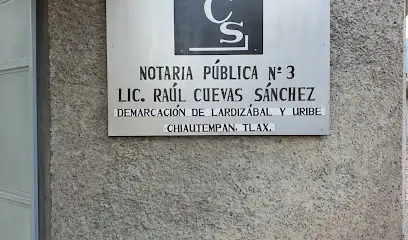 CS
NOTARIA PÚBLICA Nº 3
LIC. RAÚL CUEVAS SÁNCHEZ
DEMARCACIÓN DE LARDIZÁBAL Y URIBE
CHIAUTEMPAN, TLAX.